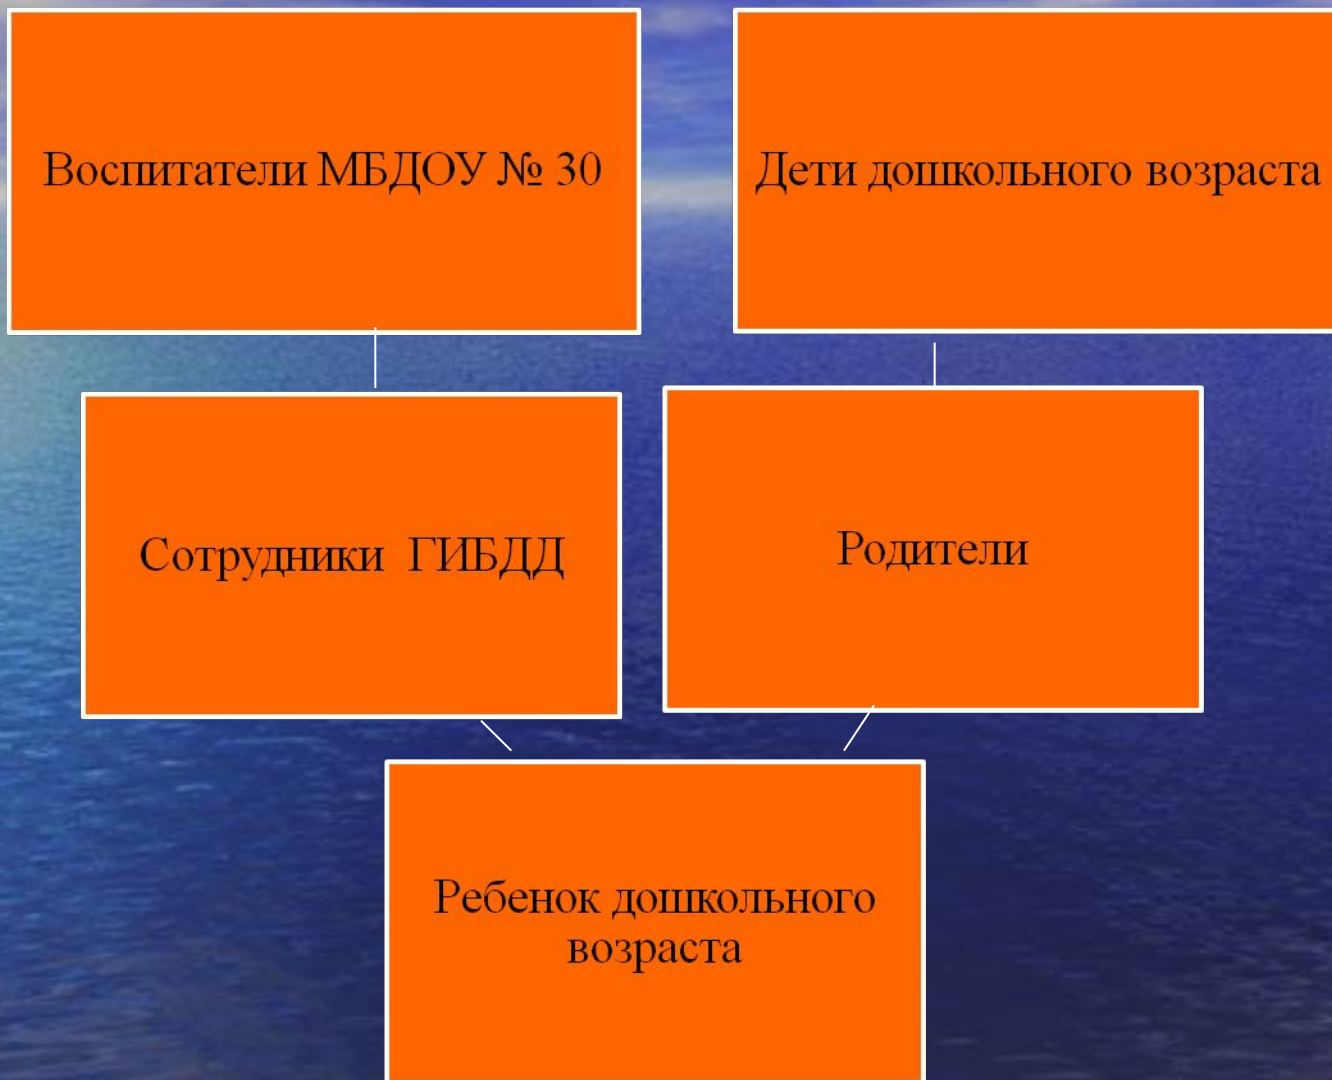 Воспитатели МБДОУ № 30
Дети дошкольного возраста
Сотрудники ГИБДД
Родители
Ребенок дошкольного
возраста